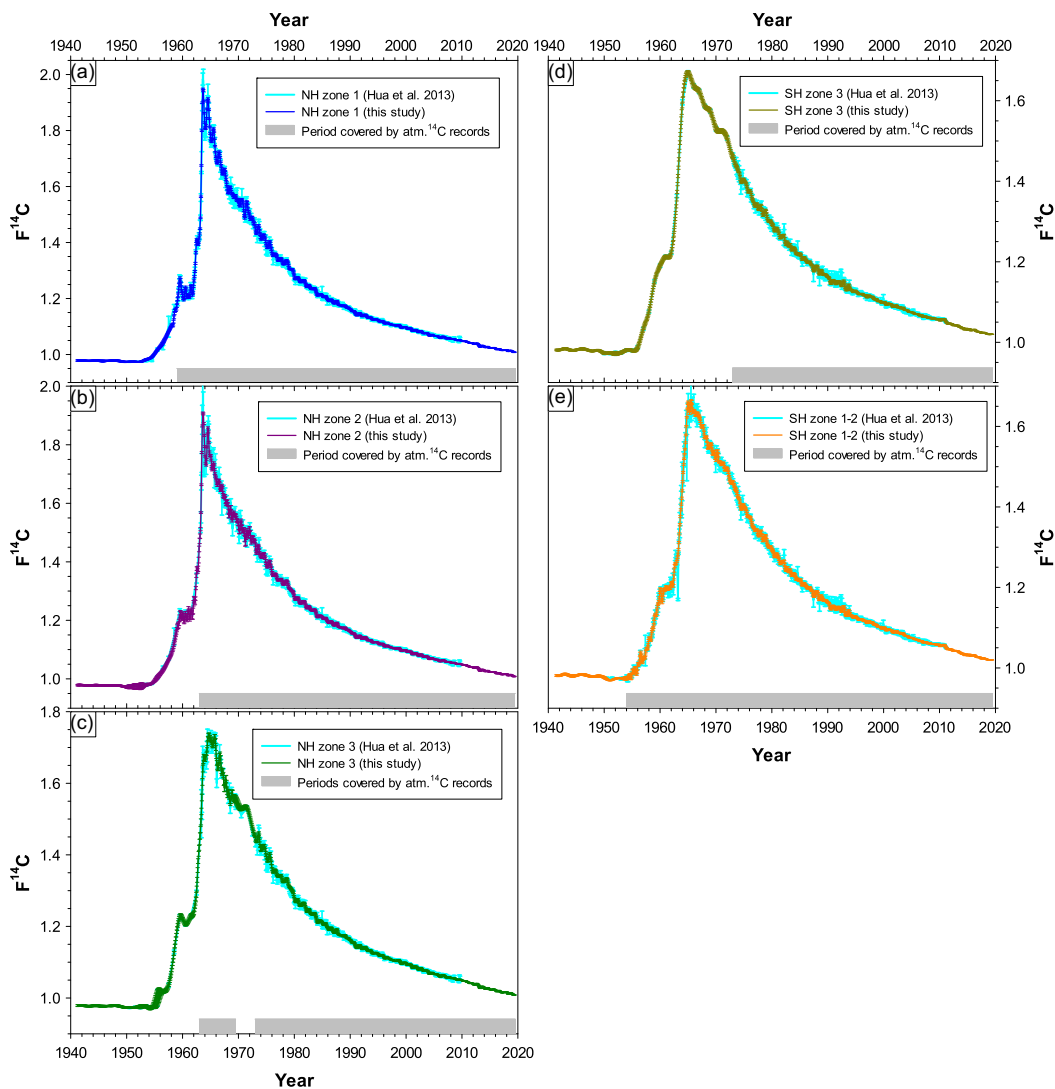 Year
1940 1950 1960 1970 1980 1990 2000 2010 2020
(a)
2.0
1.8
1.6
1.4
1.2
1.0
F¹⁴C
NH zone 1 (Hua et al. 2013)
NH zone 1 (this study)
Period covered by atm.¹⁴C records
(b)
2.0
1.8
1.6
1.4
1.2
1.0
F¹⁴C
NH zone 2 (Hua et al. 2013)
NH zone 2 (this study)
Period covered by atm.¹⁴C records
(c)
1.8
1.6
1.4
1.2
1.0
F¹⁴C
NH zone 3 (Hua et al. 2013)
NH zone 3 (this study)
Periods covered by atm.¹⁴C records
1940 1950 1960 1970 1980 1990 2000 2010 2020
Year
Year
1940 1950 1960 1970 1980 1990 2000 2010 2020
(d)
SH zone 3 (Hua et al. 2013)
SH zone 3 (this study)
Period covered by atm.¹⁴C records
1.6
1.4
1.2
1.0
F¹⁴C
(e)
SH zone 1-2 (Hua et al. 2013)
SH zone 1-2 (this study)
Period covered by atm.¹⁴C records
1.6
1.4
1.2
1.0
F¹⁴C
1940 1950 1960 1970 1980 1990 2000 2010 2020
Year